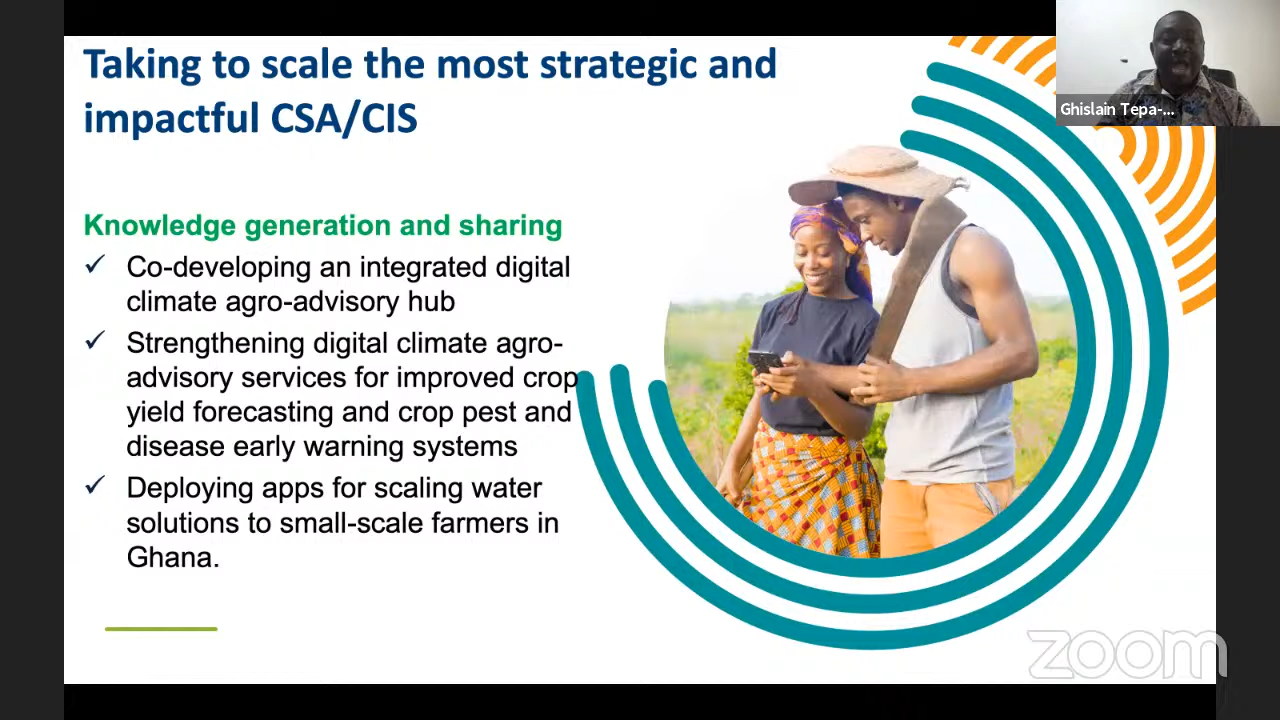 Taking to scale the most strategic and
impactful CSA/CIS
Ghislain Tepa-...
Knowledge generation and sharing
✓ Co-developing an integrated digital
climate agro-advisory hub
✓ Strengthening digital climate agro-
advisory services for improved crop
yield forecasting and crop pest and
disease early warning systems
✓ Deploying apps for scaling water
solutions to small-scale farmers in
Ghana.
zoom